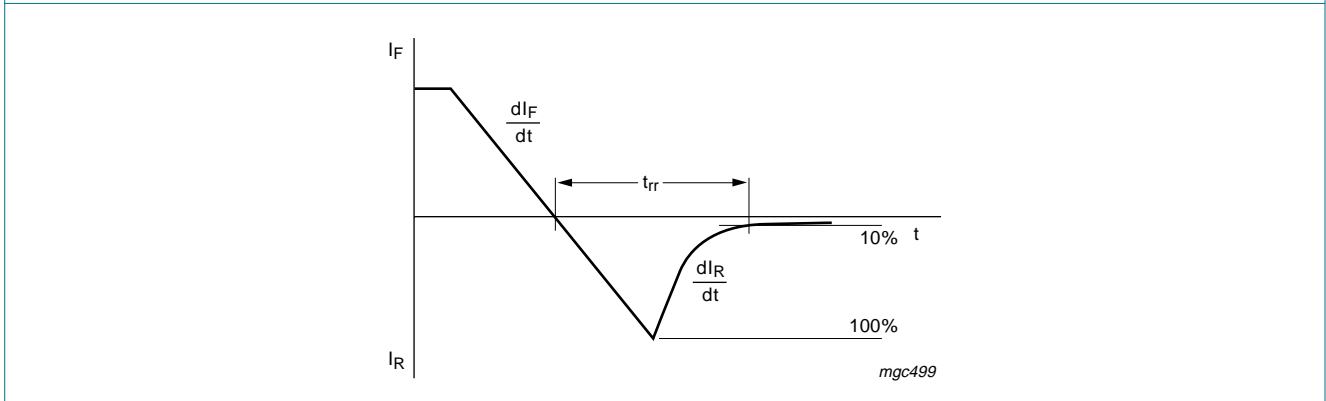 IF
dIF
dt
trr
10% t
dIR
dt
100%
IR
mgc499